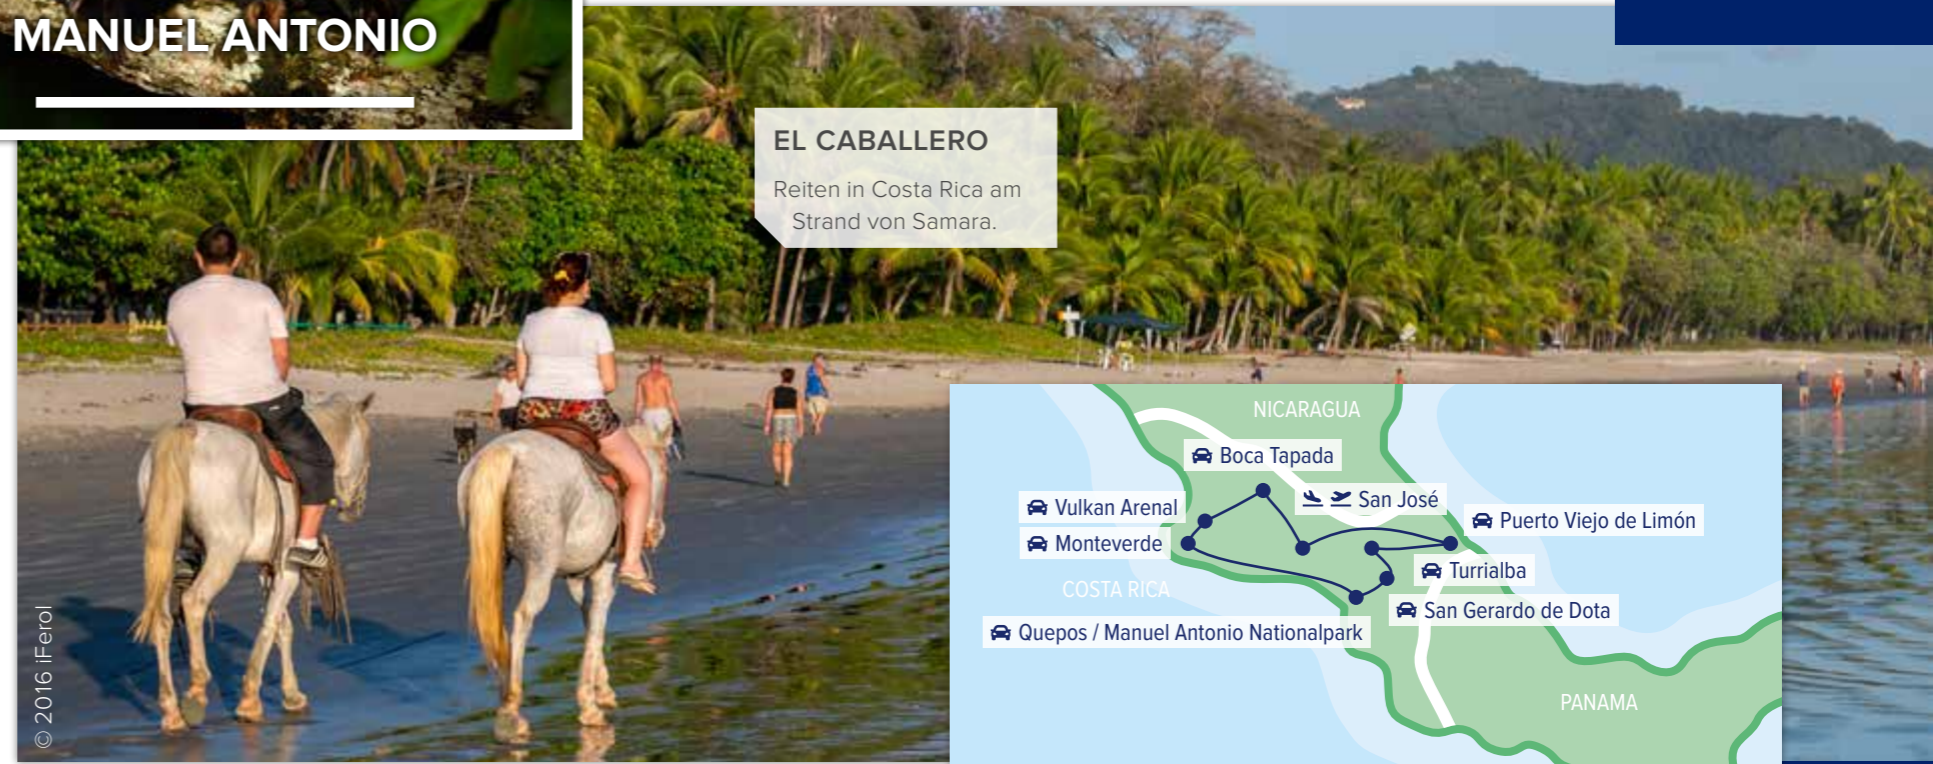 MANUEL ANTONIO
EL CABALLERO
Reiten in Costa Rica am
Strand von Samara.
NICARAGUA
Boca Tapada
San José
Vulkan Arenal
Puerto Viejo de Limón
Monteverde
Turrialba
COSTA RICA
San Gerardo de Dota
Quepos / Manuel Antonio Nationalpark
PANAMA
© 2016 iFerol